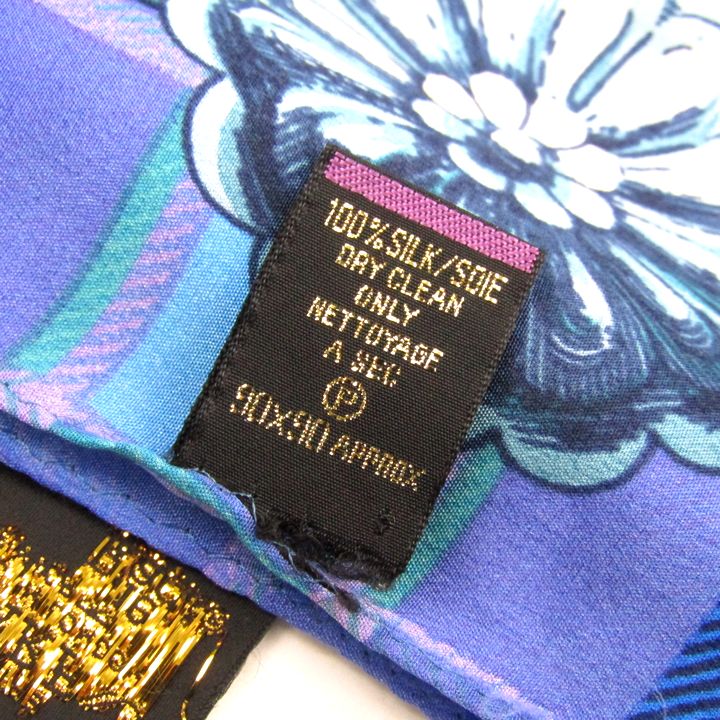 100% SILK/SOIE
DRY CLEAN
ONLY
NETTOYAGE
A SEC
P
90X90 APPROX